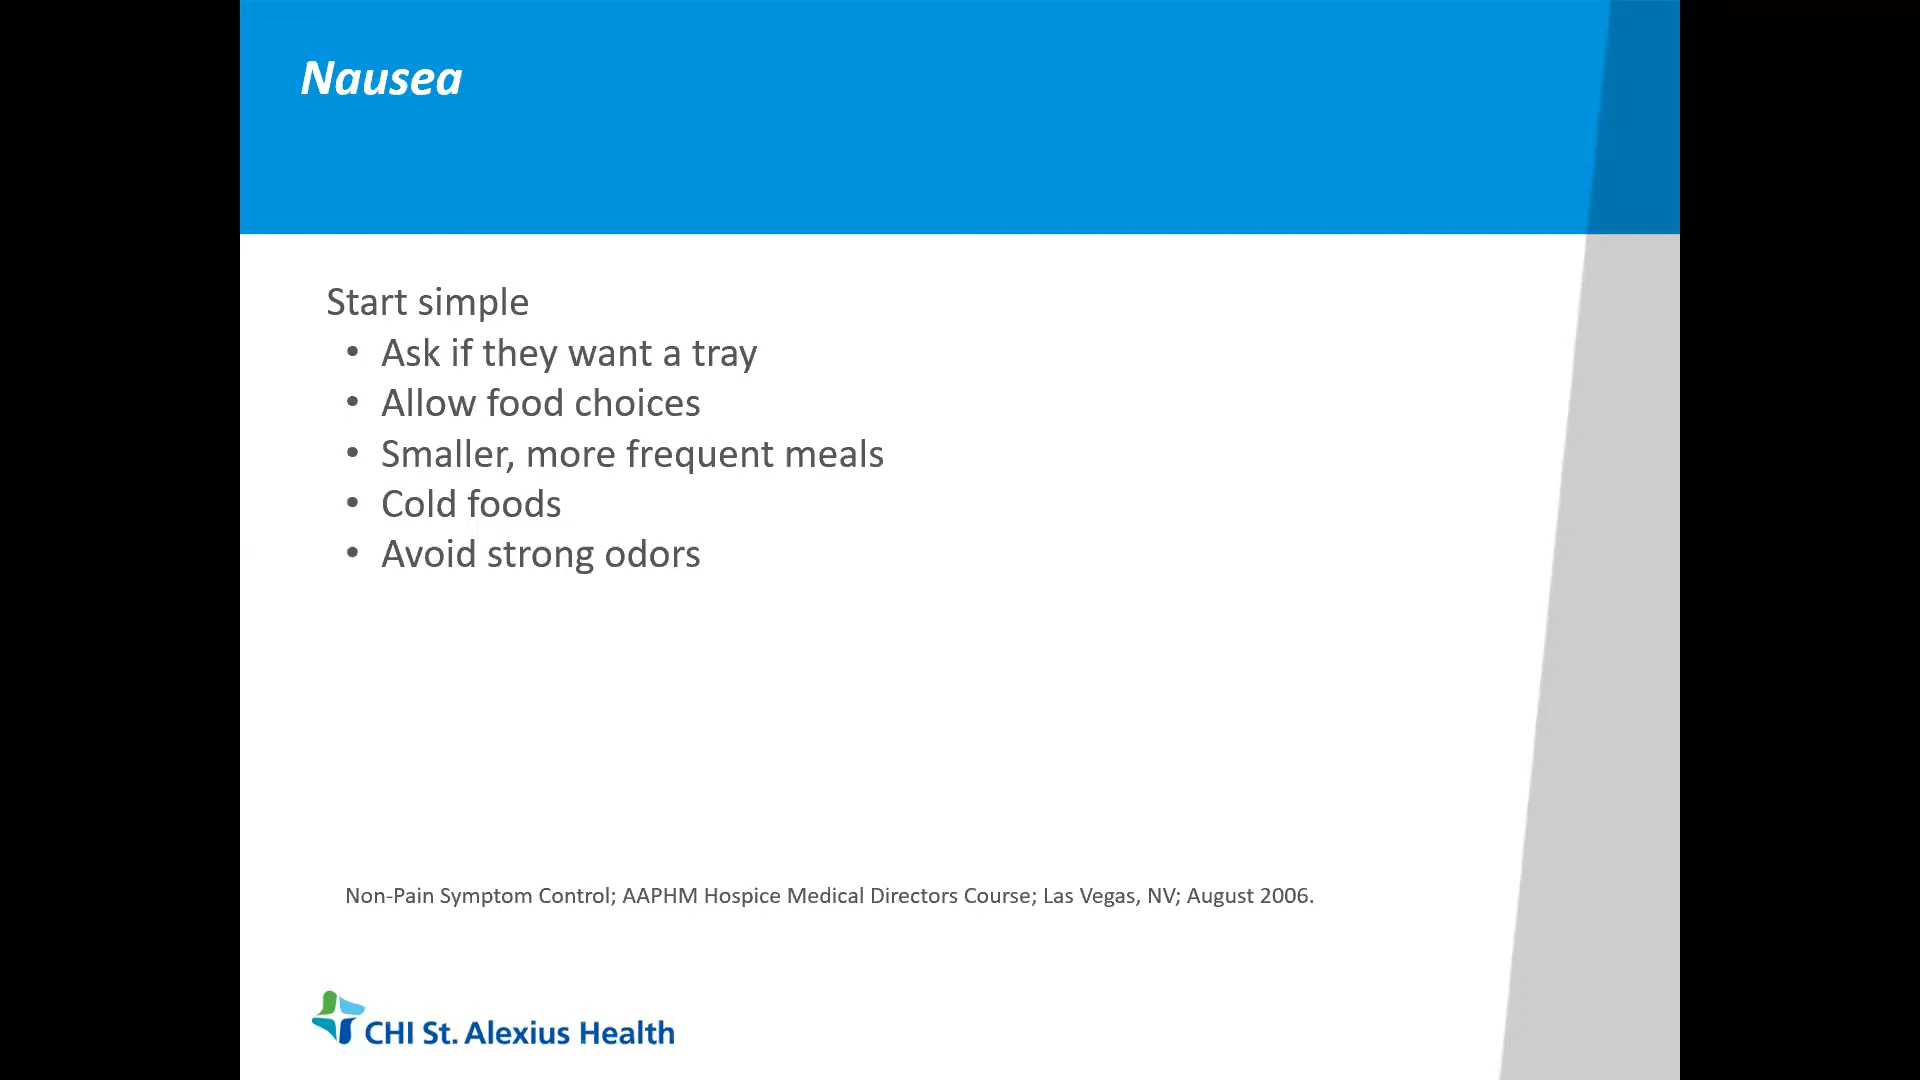 Nausea
Start simple
• Ask if they want a tray
• Allow food choices
• Smaller, more frequent meals
• Cold foods
• Avoid strong odors
Non-Pain Symptom Control; AAPHM Hospice Medical Directors Course; Las Vegas, NV; August 2006.
CHI St. Alexius Health